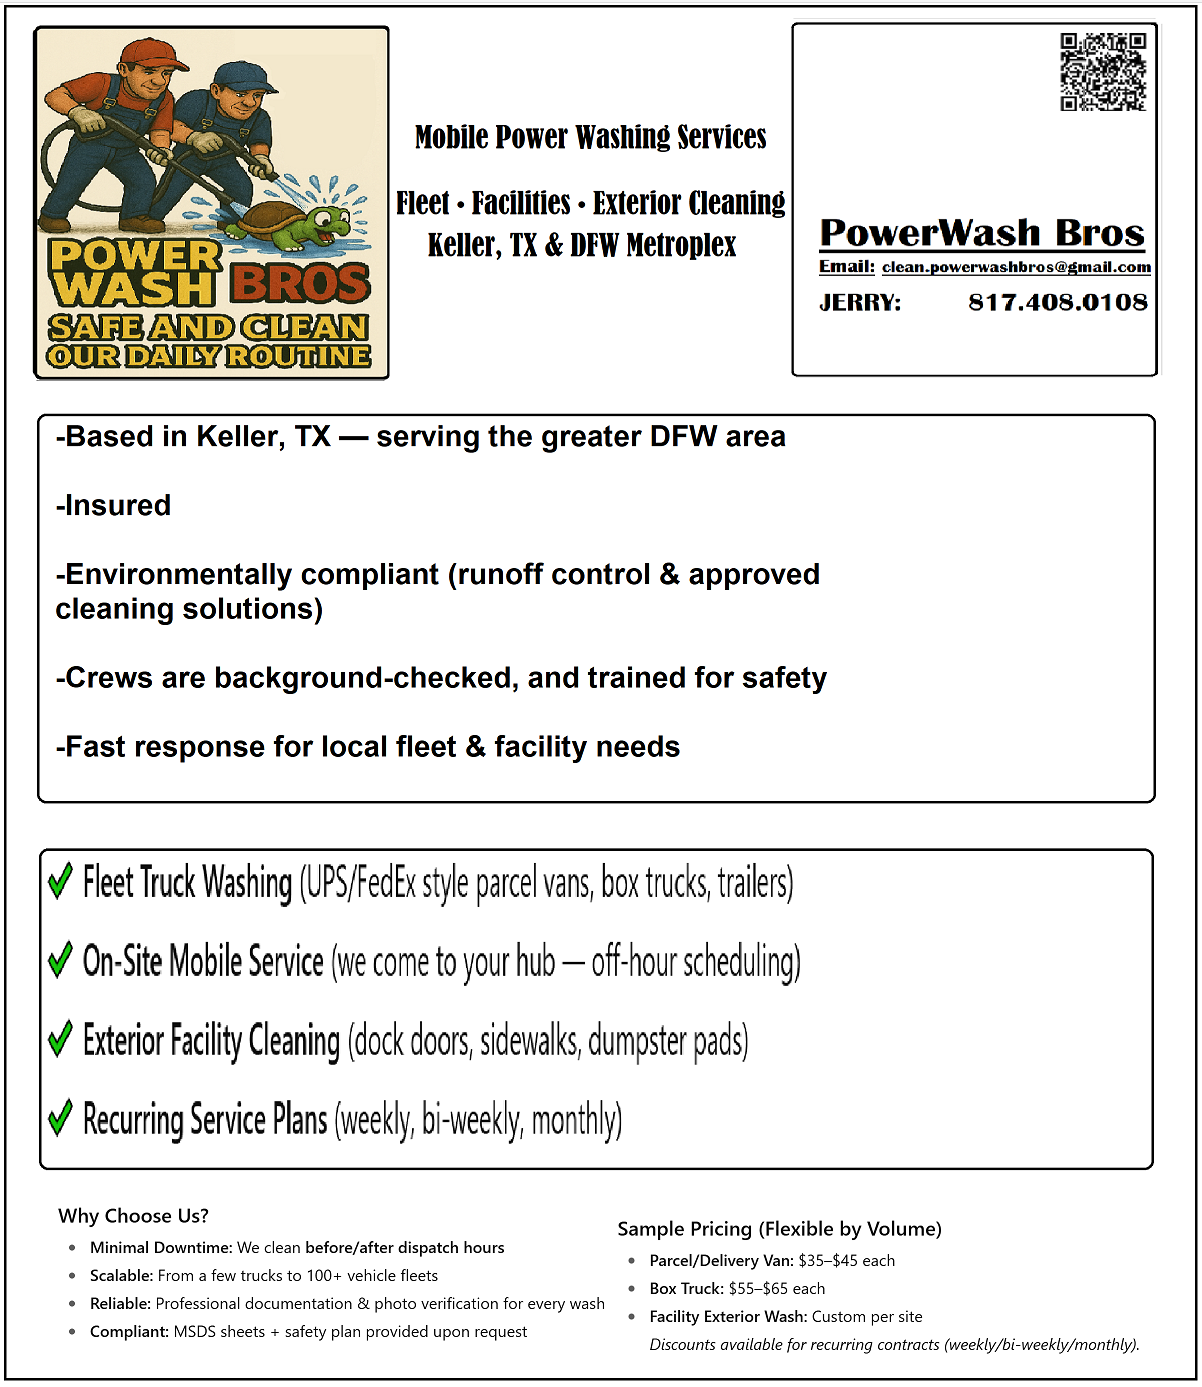 POWER
WASH BROS
SAFE AND CLEAN
OUR DAILY ROUTINE
Mobile Power Washing Services
Fleet • Facilities • Exterior Cleaning
Keller, TX & DFW Metroplex
PowerWash Bros
Email: clean.powerwashbros@gmail.com
JERRY: 817.408.0108
-Based in Keller, TX — serving the greater DFW area
-Insured
-Environmentally compliant (runoff control & approved
cleaning solutions)
-Crews are background-checked, and trained for safety
-Fast response for local fleet & facility needs
✓ Fleet Truck Washing (UPS/FedEx style parcel vans, box trucks, trailers)
✓ On-Site Mobile Service (we come to your hub — off-hour scheduling)
✓ Exterior Facility Cleaning (dock doors, sidewalks, dumpster pads)
✓ Recurring Service Plans (weekly, bi-weekly, monthly)
Why Choose Us?
• Minimal Downtime: We clean before/after dispatch hours
• Scalable: From a few trucks to 100+ vehicle fleets
• Reliable: Professional documentation & photo verification for every wash
• Compliant: MSDS sheets + safety plan provided upon request
Sample Pricing (Flexible by Volume)
• Parcel/Delivery Van: $35–$45 each
• Box Truck: $55–$65 each
• Facility Exterior Wash: Custom per site
Discounts available for recurring contracts (weekly/bi-weekly/monthly).